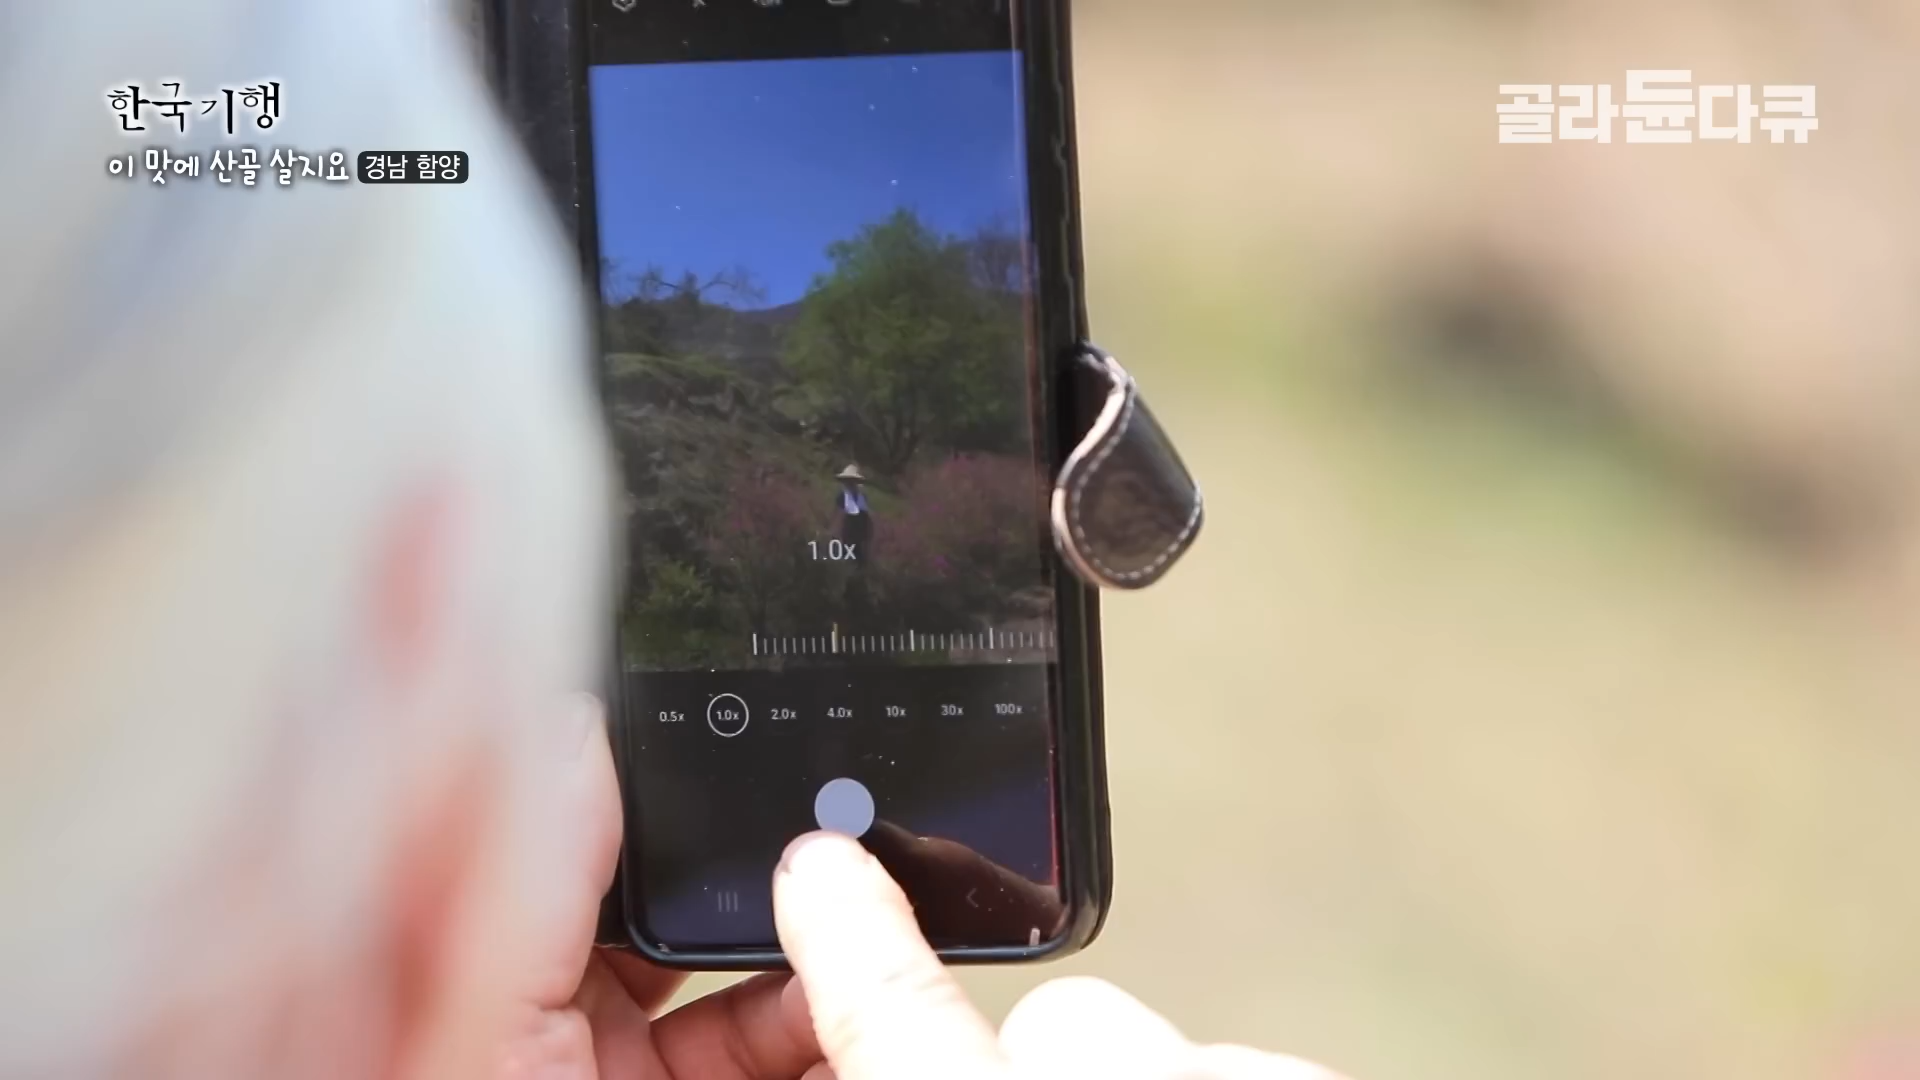 한국기행
이 맛에 산골 살지요 경남 함양
골라듄다큐
1.0x
0.5x 1.0x 2.0x 4.0x 10x 30x 100x